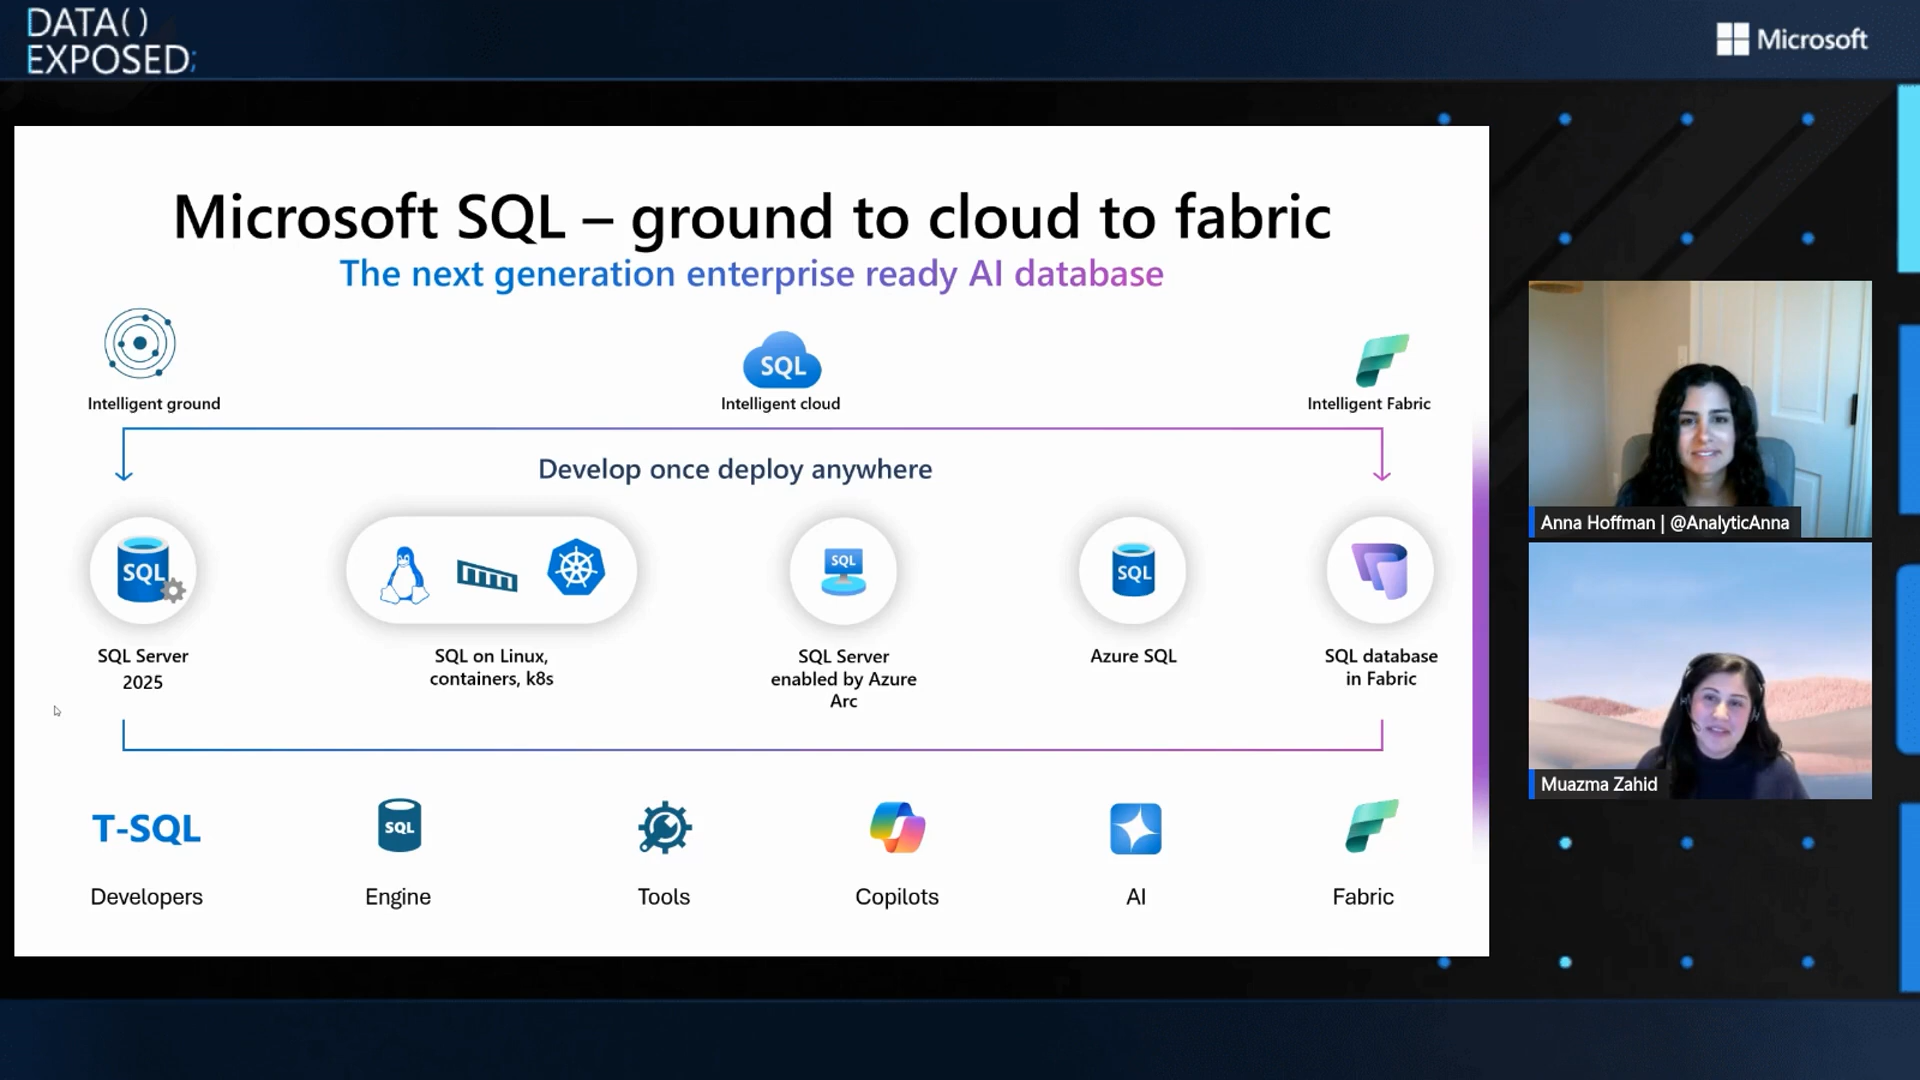 DATA()
EXPOSED;
Microsoft
Microsoft SQL – ground to cloud to fabric
The next generation enterprise ready AI database
SQL
Intelligent ground
Intelligent cloud
Intelligent Fabric
Develop once deploy anywhere
SQL
SQL
SQL
SQL Server
2025
SQL on Linux,
containers, k8s
SQL Server
enabled by Azure
Arc
Azure SQL
SQL database
in Fabric
T-SQL
SQL
Developers
Engine
Tools
Copilots
AI
Fabric
Anna Hoffman | @AnalyticAnna
Muazma Zahid